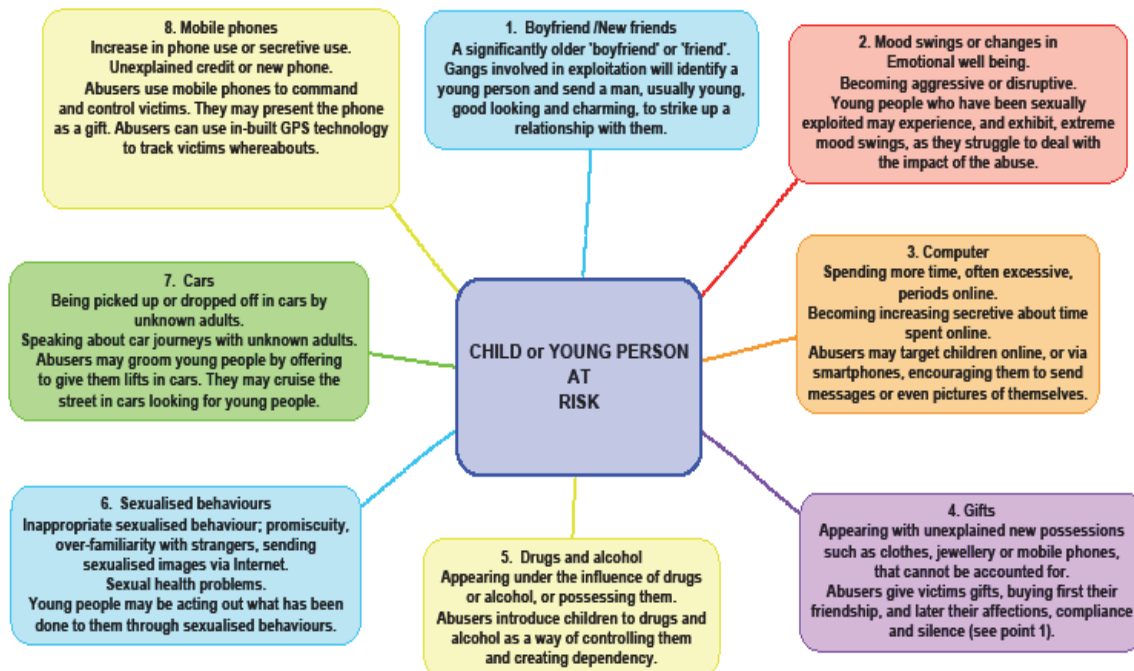 8. Mobile phones
Increase in phone use or secretive use.
Unexplained credit or new phone.
Abusers use mobile phones to command
and control victims. They may present the phone
as a gift. Abusers can use in-built GPS technology
to track victims whereabouts.
1. Boyfriend /New friends
A significantly older 'boyfriend' or 'friend'.
Gangs involved in exploitation will identify a
young person and send a man, usually young,
good looking and charming, to strike up a
relationship with them.
2. Mood swings or changes in
Emotional well being.
Becoming aggressive or disruptive.
Young people who have been sexually
exploited may experience, and exhibit, extreme
mood swings, as they struggle to deal with
the impact of the abuse.
3. Computer
Spending more time, often excessive,
periods online.
Becoming increasing secretive about time
spent online.
Abusers may target children online, or via
smartphones, encouraging them to send
messages or even pictures of themselves.
7. Cars
Being picked up or dropped off in cars by
unknown adults.
Speaking about car journeys with unknown adults.
Abusers may groom young people by offering
to give them lifts in cars. They may cruise the
street in cars looking for young people.
CHILD or YOUNG PERSON
AT
RISK
6. Sexualised behaviours
Inappropriate sexualised behaviour; promiscuity,
over-familiarity with strangers, sending
sexualised images via Internet.
Sexual health problems.
Young people may be acting out what has been
done to them through sexualised behaviours.
5. Drugs and alcohol
Appearing under the influence of drugs
or alcohol, or possessing them.
Abusers introduce children to drugs and
alcohol as a way of controlling them
and creating dependency.
4. Gifts
Appearing with unexplained new possessions
such as clothes, jewellery or mobile phones,
that cannot be accounted for.
Abusers give victims gifts, buying first their
friendship, and later their affections, compliance
and silence (see point 1).